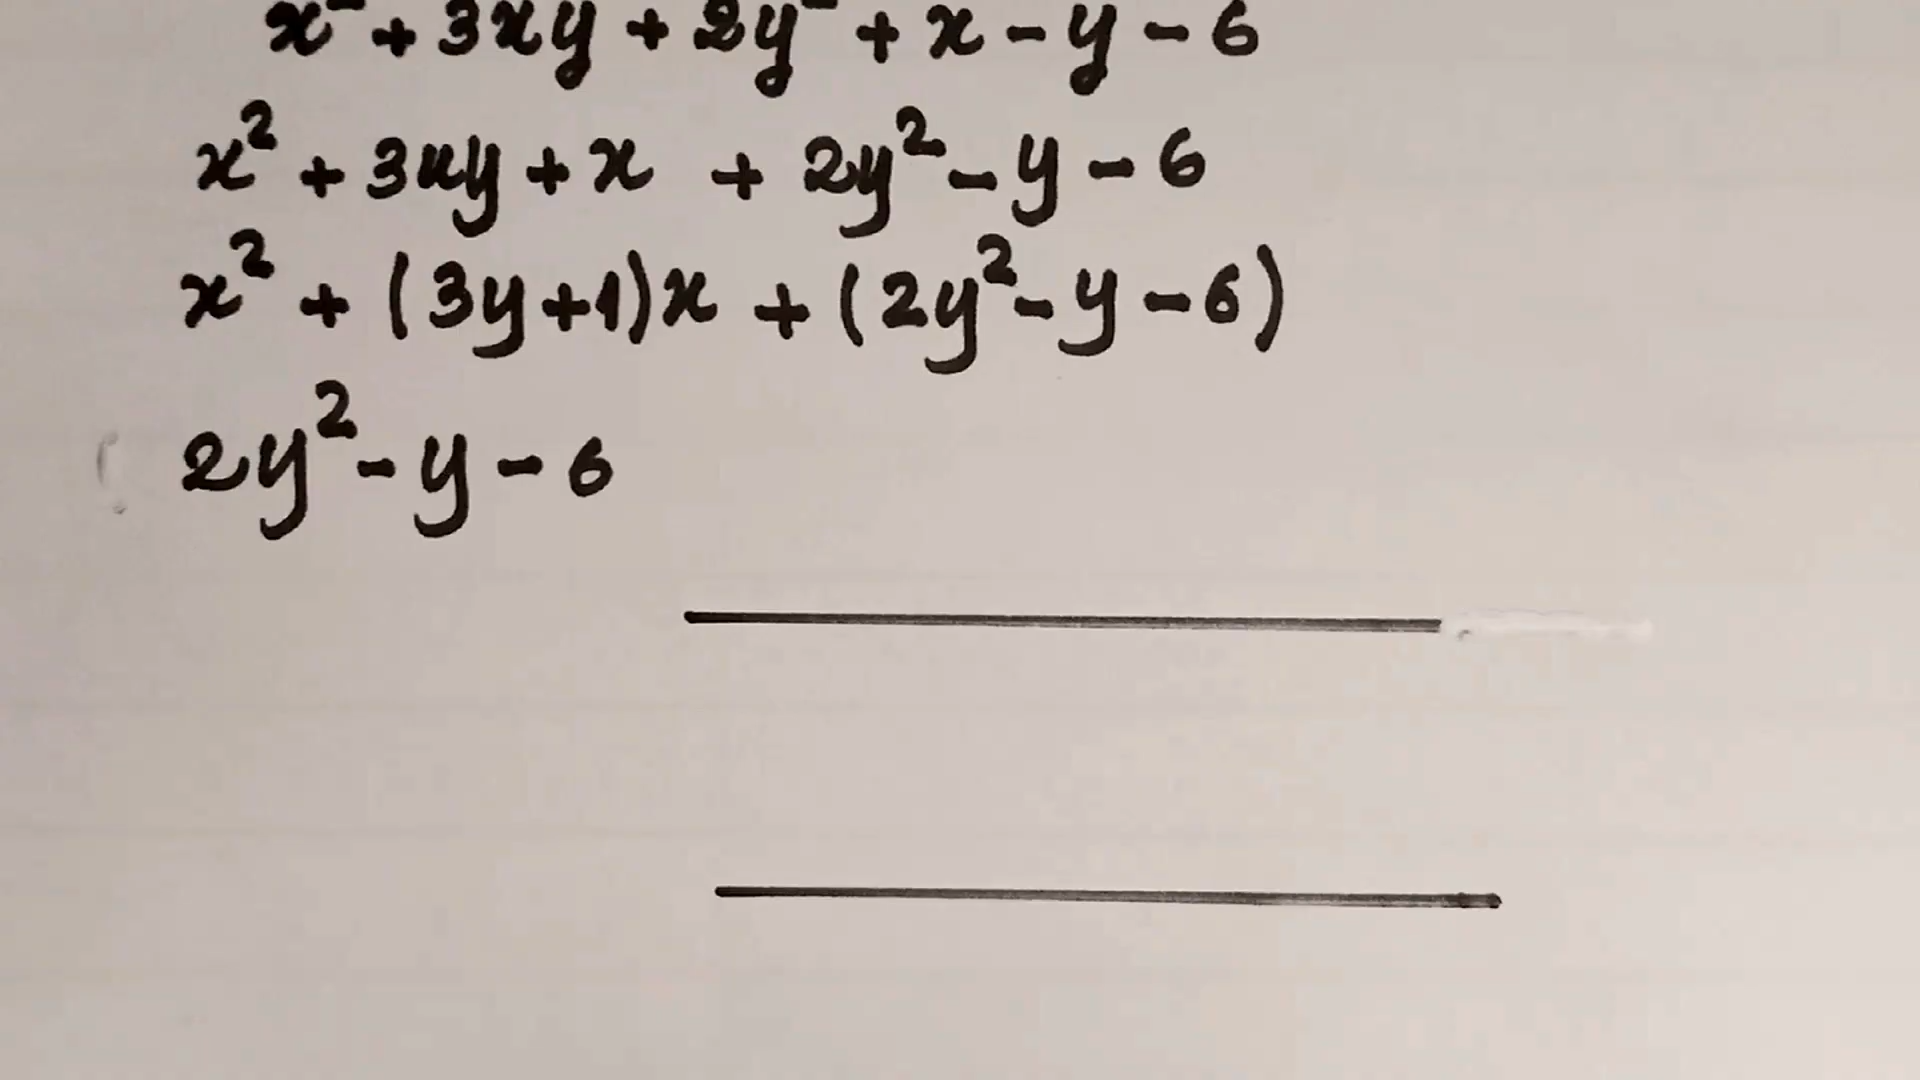 x² + 3xy + 2y² + x - y - 6
x² + 3xy + x + 2y² - y - 6
x² + (3y+1)x + (2y² - y - 6)
2y² - y - 6